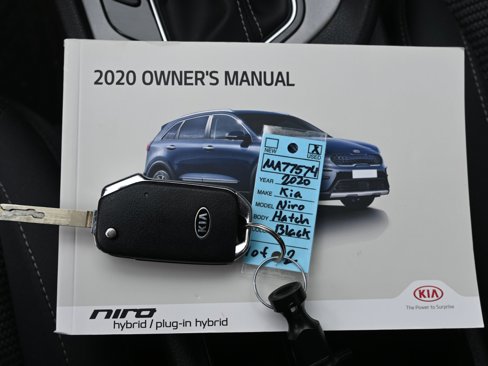 2020 OWNER'S MANUAL
NEW
USED
MA77574
YEAR 2020
MAKE Kia
MODEL Niro
BODY Hatch
Black
KIA
niro
hybrid / plug-in hybrid
KIA
The Power to Surprise